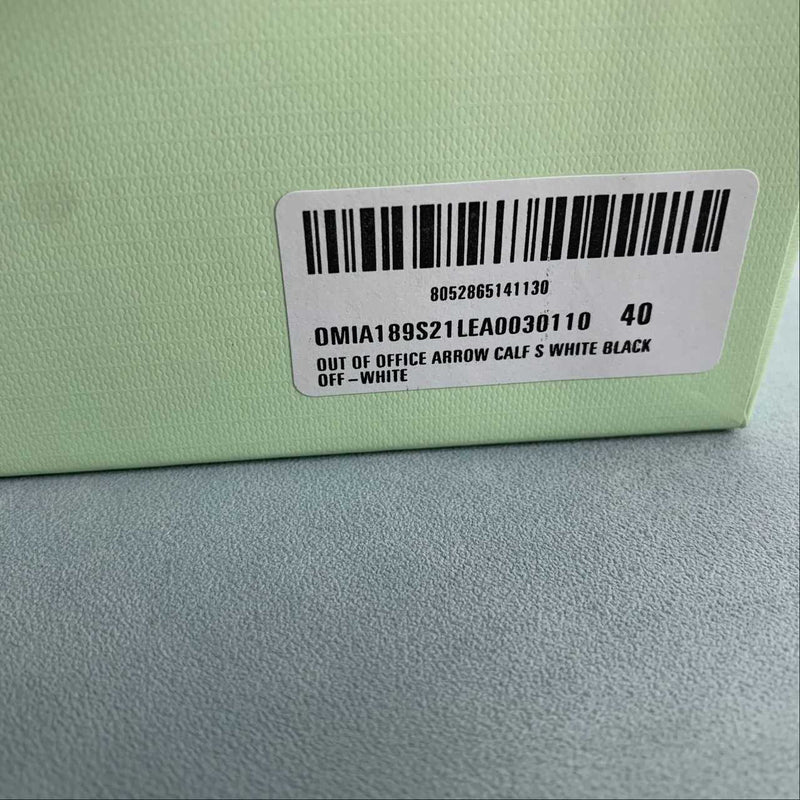 8052865141130
OMIA189S21LEA0030110 40
OUT OF OFFICE ARROW CALF S WHITE BLACK
OFF-WHITE